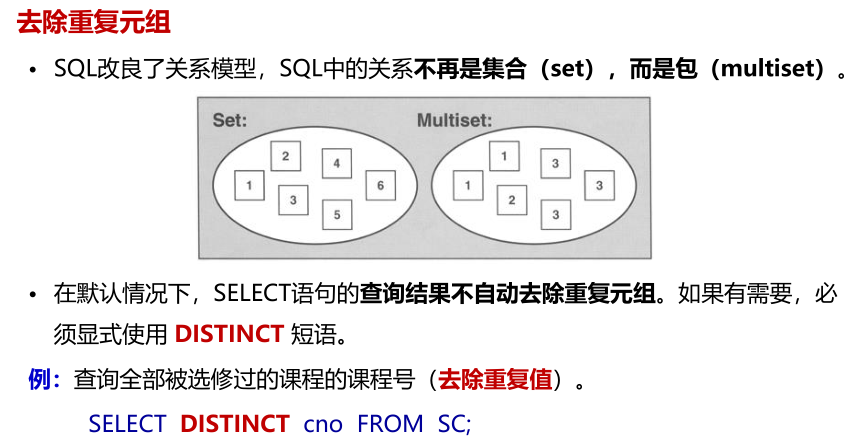 去除重复元组
• SQL改良了关系模型，SQL中的关系不再是集合（set），而是包（multiset）。
Set: Multiset:
2 4 1 3
1 6 1 3
3 2
5 3
• 在默认情况下，SELECT语句的查询结果不自动去除重复元组。如果有需要，必
须显式使用 DISTINCT 短语。
例：查询全部被选修过的课程的课程号（去除重复值）。
SELECT DISTINCT cno FROM SC;